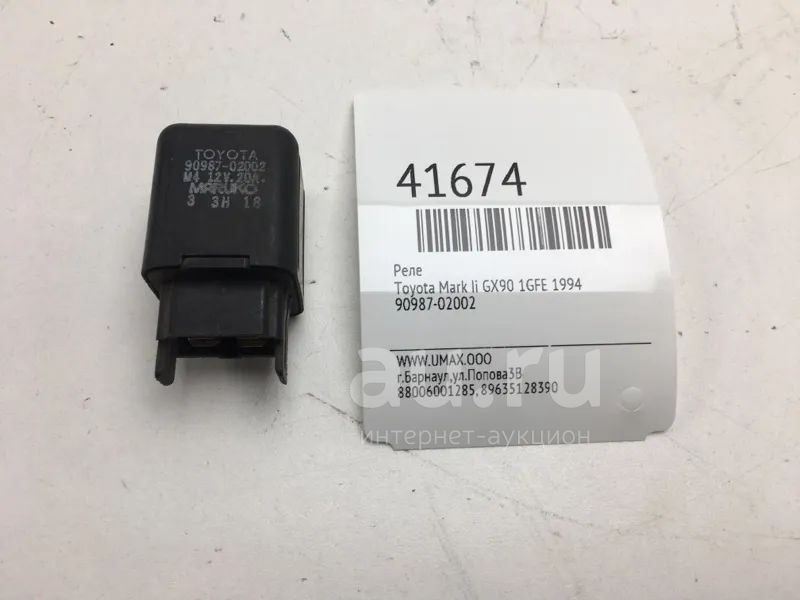 TOYOTA
90987-02002
M4 12V.20A.
MARUKO
3 3H 18
41674
Реле
Toyota Mark Ii GX90 1GFE 1994
90987-02002
WWW.UMAX.OOO
г.Барнаул,ул.Попова3В
88006001285,89635128390
au.ru
интернет-аукцион